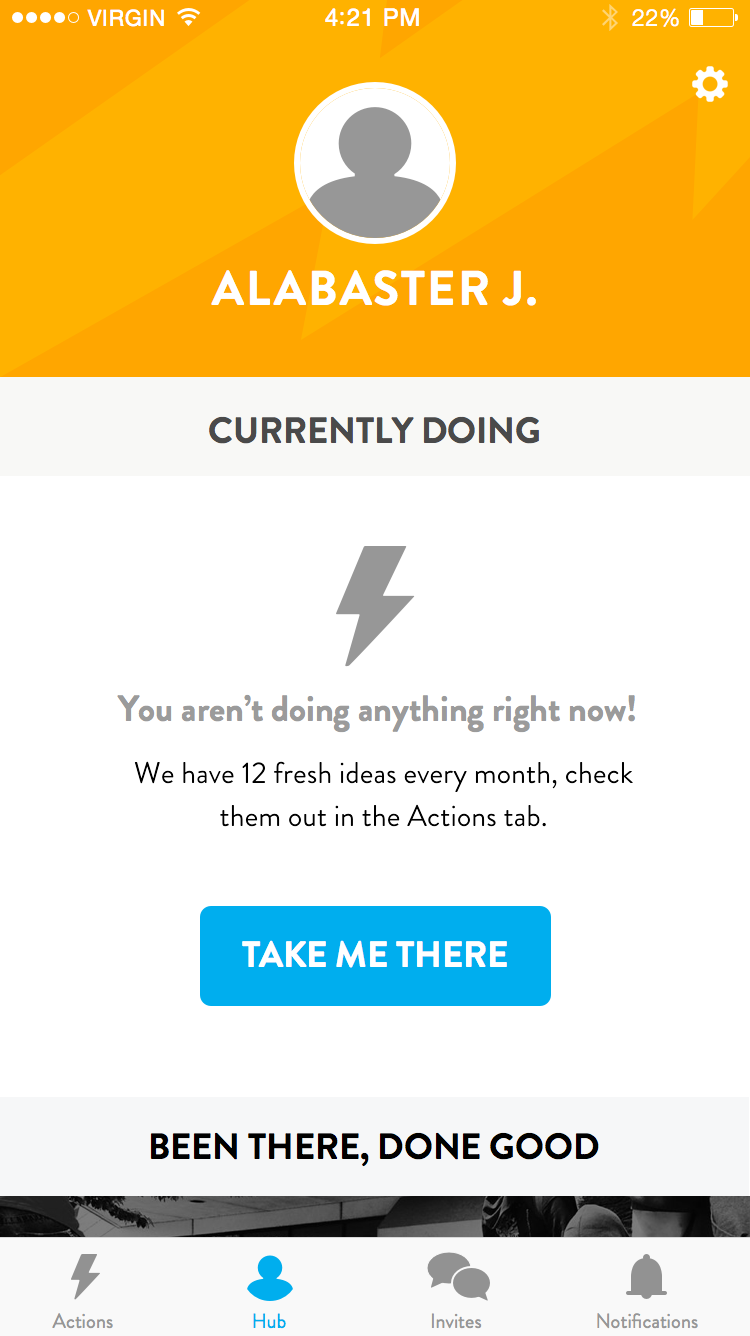 VIRGIN 4:21 PM 22%
ALABASTER J.
CURRENTLY DOING
You aren’t doing anything right now!
We have 12 fresh ideas every month, check
them out in the Actions tab.
TAKE ME THERE
BEEN THERE, DONE GOOD
Actions Hub Invites Notifications